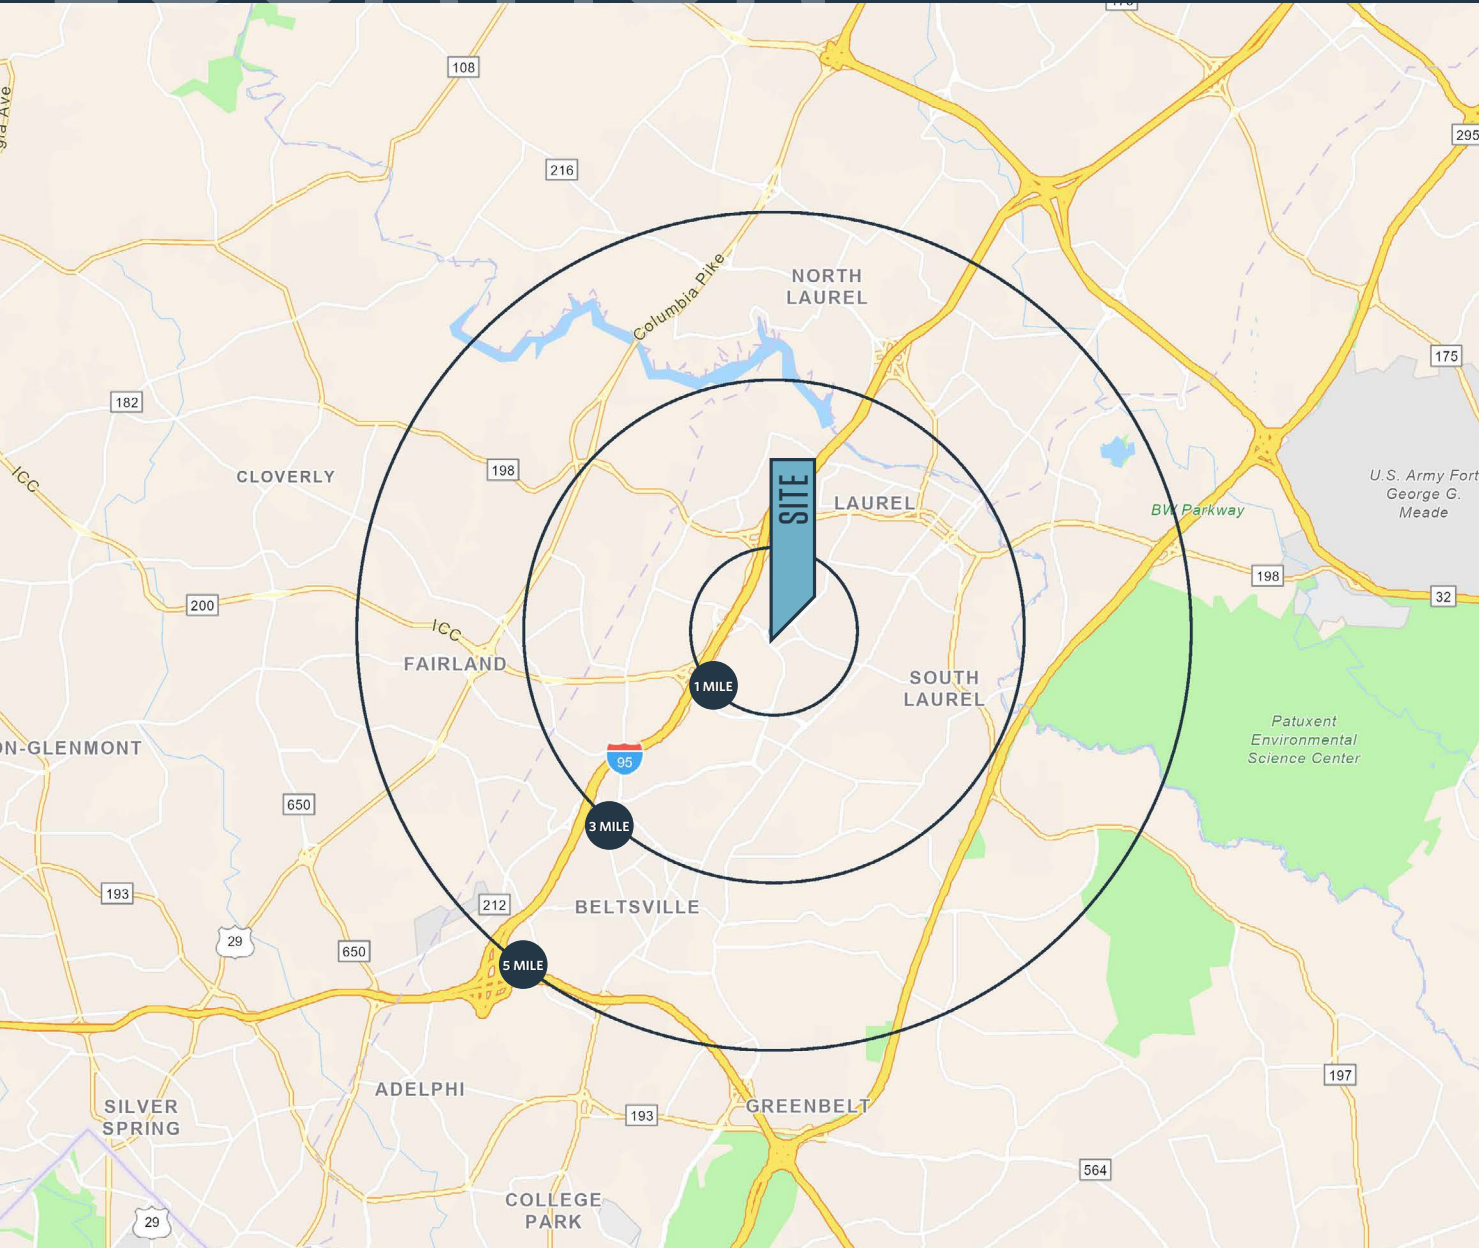 108
216
295
gia Ave
Columbia Pike
NORTH
LAUREL
175
182
ICC
CLOVERLY
198
SITE
LAUREL
BW Parkway
U.S. Army Fort
George G.
Meade
198
32
200
ICC
FAIRLAND
1 MILE
SOUTH
LAUREL
Patuxent
Environmental
Science Center
ON-GLENMONT
95
650
3 MILE
193
212
BELTSVILLE
29
650
5 MILE
197
ADELPHI
SILVER
SPRING
193
GREENBELT
564
COLLEGE
PARK
29